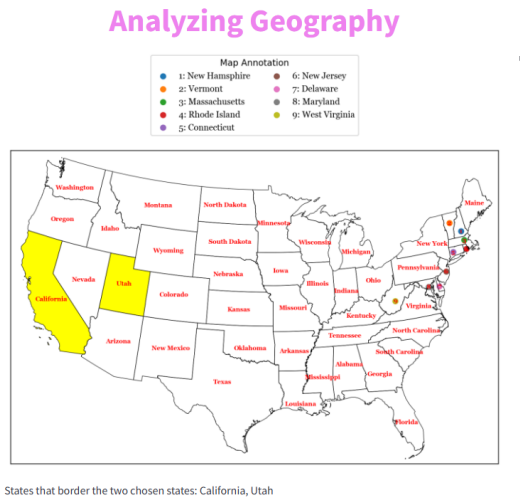 Analyzing Geography
Map Annotation
1: New Hamsphire
2: Vermont
3: Massachusetts
4: Rhode Island
5: Connecticut
6: New Jersey
7: Delaware
8: Maryland
9: West Virginia
Washington
Oregon
Idaho
Montana
North Dakota
Minnesota
Wisconsin
Michigan
Maine
New York
Wyoming
South Dakota
Nebraska
Iowa
Illinois
Indiana
Ohio
Pennsylvania
California
Nevada
Utah
Colorado
Kansas
Missouri
Kentucky
Virginia
Arizona
New Mexico
Oklahoma
Arkansas
Tennessee
North Carolina
South Carolina
Texas
Louisiana
Mississippi
Alabama
Georgia
Florida
States that border the two chosen states: California, Utah